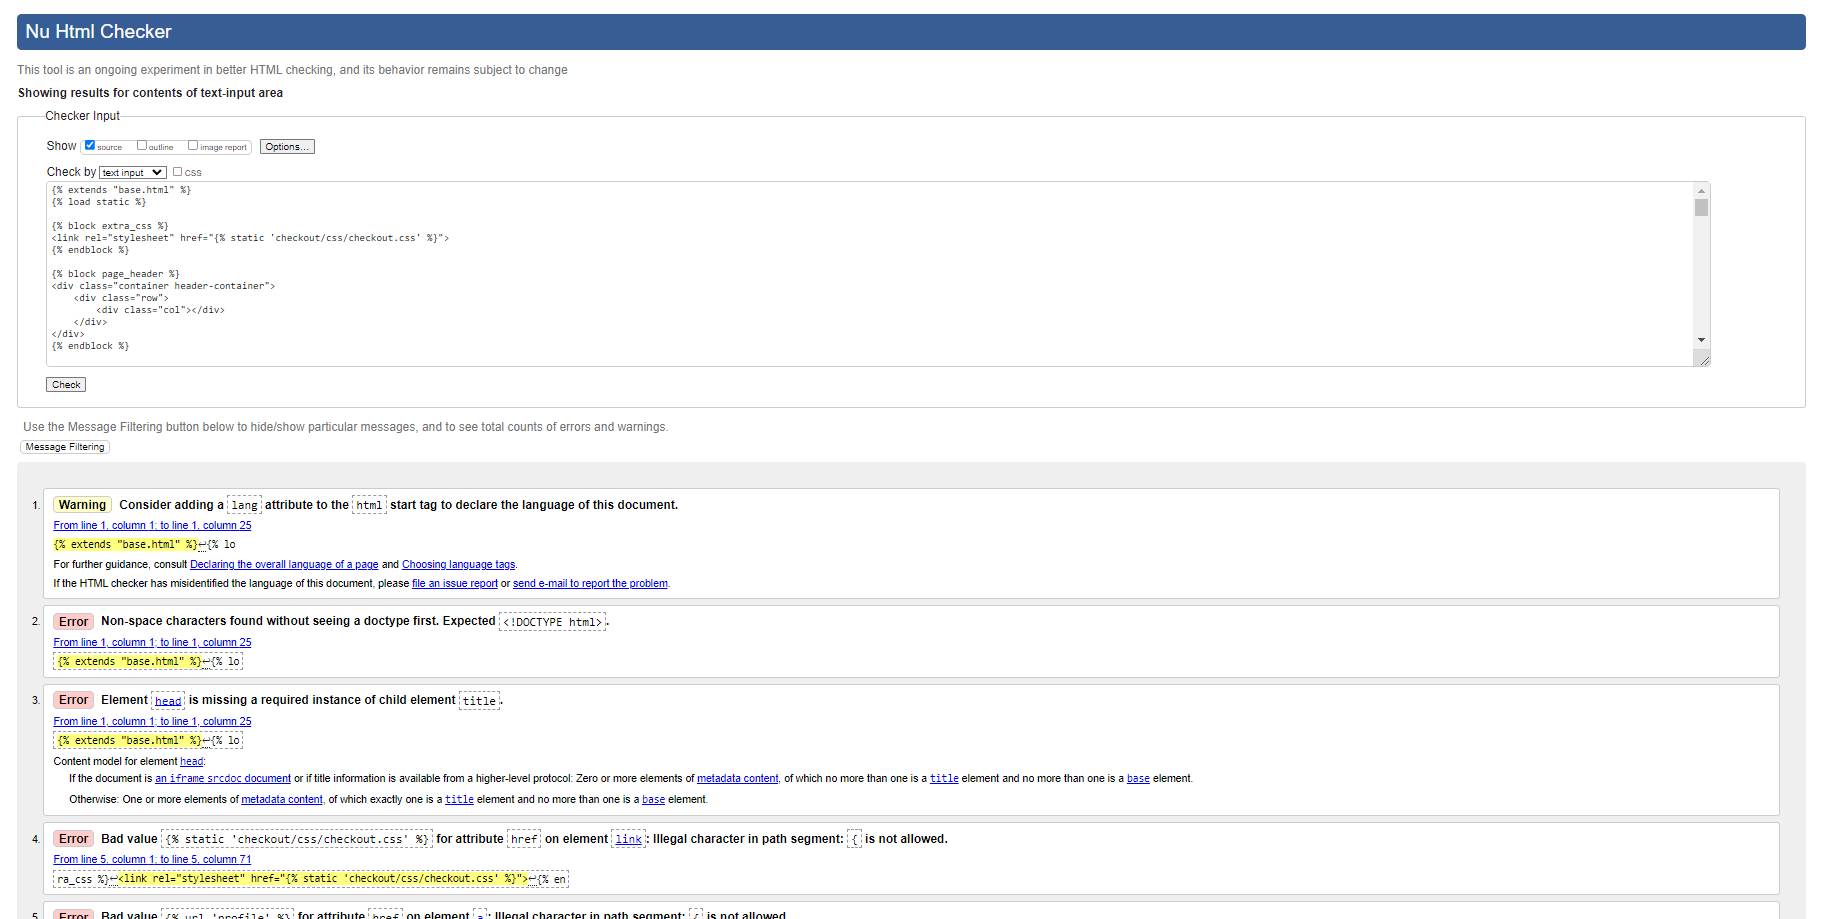 Nu Html Checker
This tool is an ongoing experiment in better HTML checking, and its behavior remains subject to change
Showing results for contents of text-input area
Checker Input
Show source outline image report Options...
Check by text input css
{% extends "base.html" %}
{% load static %}
{% block extra_css %}
<link rel="stylesheet" href="{% static 'checkout/css/checkout.css' %}">
{% endblock %}
{% block page_header %}
<div class="container header-container">
    <div class="row">
        <div class="col"></div>
    </div>
</div>
{% endblock %}
Check
Use the Message Filtering button below to hide/show particular messages, and to see total counts of errors and warnings.
Message Filtering
1. Warning Consider adding a lang attribute to the html start tag to declare the language of this document.
From line 1, column 1; to line 1, column 25
{% extends "base.html" %}↩{% lo
For further guidance, consult Declaring the overall language of a page and Choosing language tags.
If the HTML checker has misidentified the language of this document, please file an issue report or send e-mail to report the problem.
2. Error Non-space characters found without seeing a doctype first. Expected <!DOCTYPE html>.
From line 1, column 1; to line 1, column 25
{% extends "base.html" %}↩{% lo
3. Error Element head is missing a required instance of child element title.
From line 1, column 1; to line 1, column 25
{% extends "base.html" %}↩{% lo
Content model for element head:
If the document is an iframe srcdoc document or if title information is available from a higher-level protocol: Zero or more elements of metadata content, of which no more than one is a title element and no more than one is a base element.
Otherwise: One or more elements of metadata content, of which exactly one is a title element and no more than one is a base element.
4. Error Bad value {% static 'checkout/css/checkout.css' %} for attribute href on element link: Illegal character in path segment: { is not allowed.
From line 5, column 1; to line 5, column 71
ra_css %}↩<link rel="stylesheet" href="{% static 'checkout/css/checkout.css' %}">↩{% en
5. Error Bad value {% url 'profile' %} for attribute href on element a: Illegal character in path segment: { is not allowed.